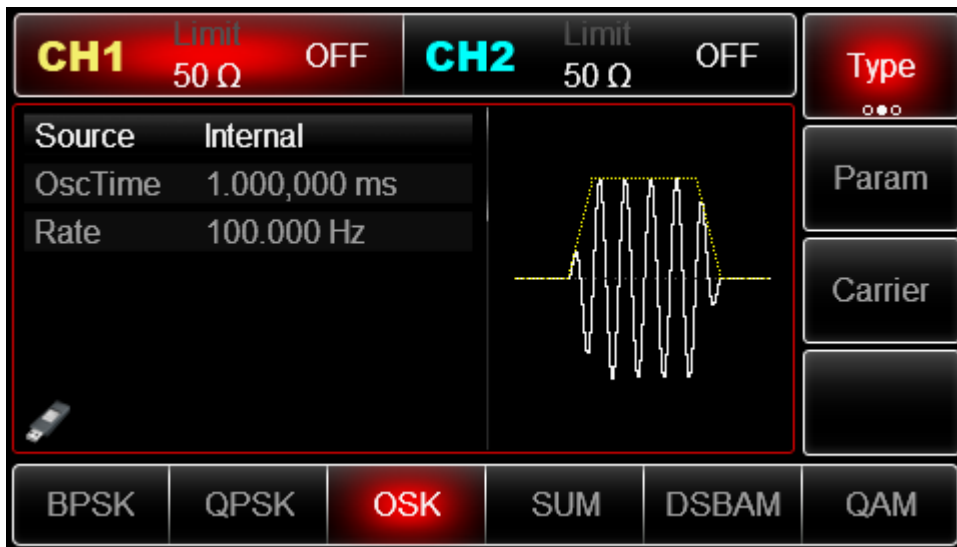 CH1 Limit 50 Ω OFF CH2 Limit 50 Ω OFF
Type
Source Internal
OscTime 1.000,000 ms
Rate 100.000 Hz
Param
Carrier
BPSK QPSK OSK SUM DSBAM QAM